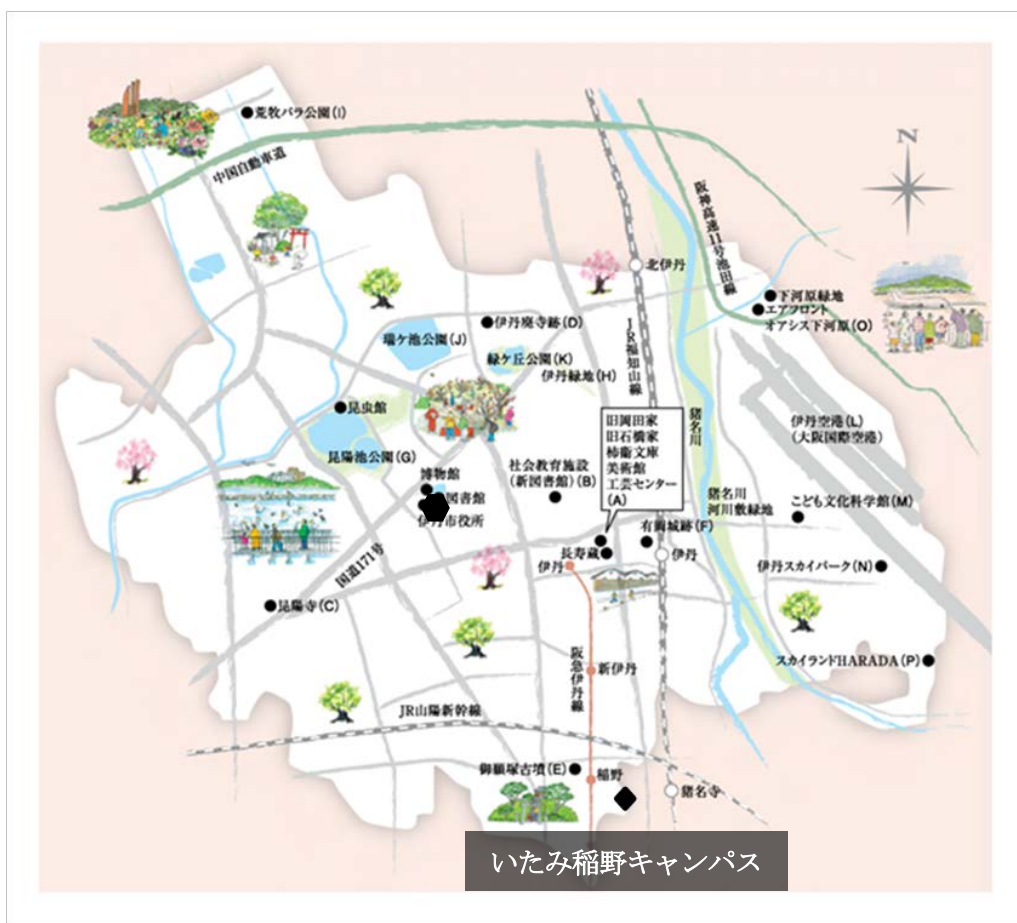 荒牧バラ公園(I)
中国自動車道
N
阪神高速11号池田線
北伊丹
下河原緑地
エアフロント
オアシス下河原(O)
伊丹廃寺跡(D)
瑞ケ池公園(J)
緑ケ丘公園(K)
伊丹緑地(H)
JR福知山線
昆虫館
旧岡田家
旧石橋家
柿衞文庫
美術館
工芸センター
(A)
猪名川
伊丹空港(L)
(大阪国際空港)
昆陽池公園(G)
博物館
図書館
伊丹市役所
社会教育施設
(新図書館)(B)
猪名川
河川敷緑地
こども文化科学館(M)
有岡城跡(F)
長寿蔵
伊丹
伊丹
国道171号
伊丹スカイパーク(N)
昆陽寺(C)
スカイランドHARADA(P)
阪急伊丹線
新伊丹
JR山陽新幹線
御願塚古墳(E)
稲野
猪名寺
いたみ稲野キャンパス